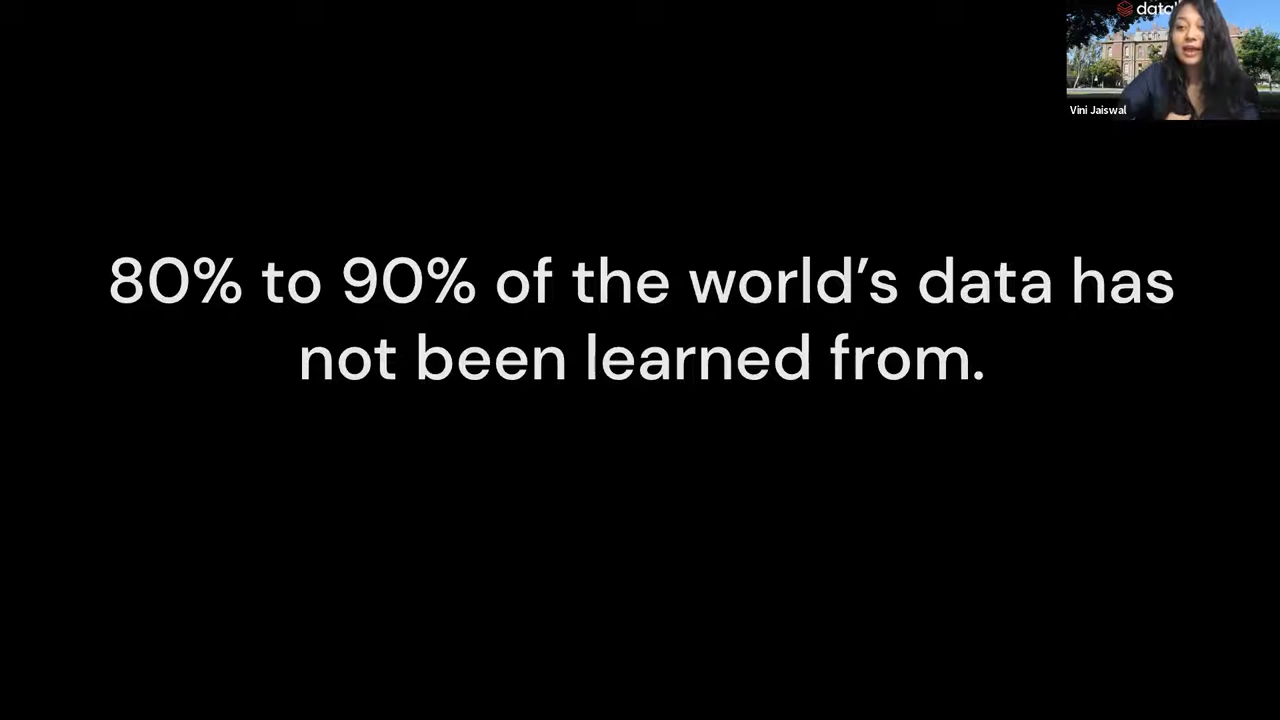 Vini Jaiswal
80% to 90% of the world’s data has
not been learned from.